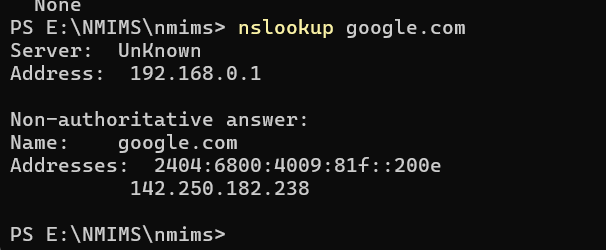 None
PS E:\NMIMS\nmims> nslookup google.com
Server:  UnKnown
Address:  192.168.0.1
Non-authoritative answer:
Name:    google.com
Addresses:  2404:6800:4009:81f::200e
142.250.182.238
PS E:\NMIMS\nmims>